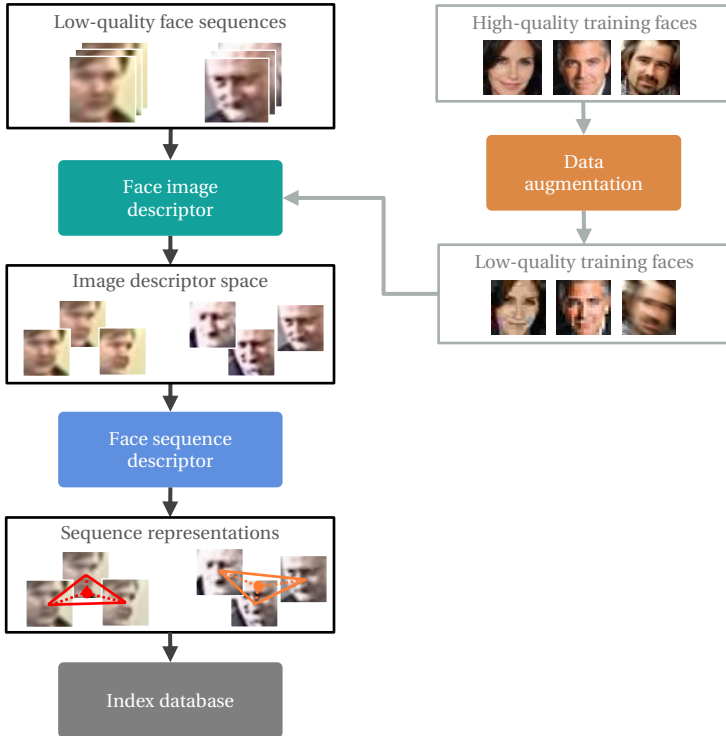 Low-quality face sequences
Face image
descriptor
Image descriptor space
Face sequence
descriptor
Sequence representations
Index database
High-quality training faces
Data
augmentation
Low-quality training faces